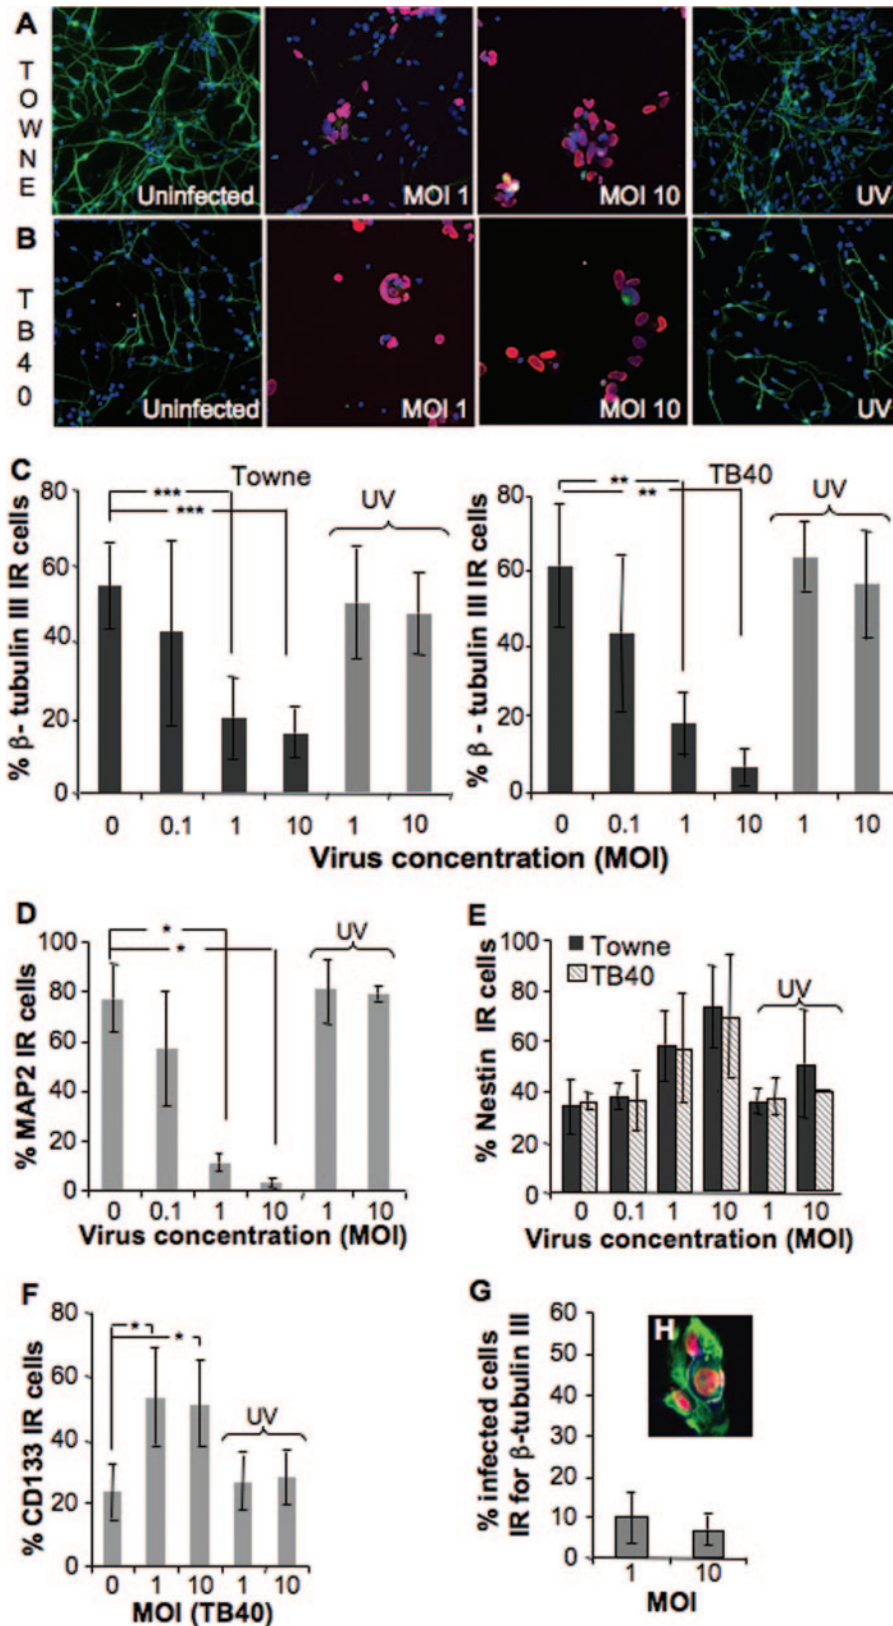 A
TOWNE
Uninfected
MOI 1
MOI 10
UV
B
TB40
Uninfected
MOI 1
MOI 10
UV
C
Towne
% β- tubulin III IR cells
80
60
40
20
0
***
***
UV
0 0.1 1 10 1 10
TB40
% β - tubulin III IR cells
80
60
40
20
0
**
**
UV
0 0.1 1 10 1 10
Virus concentration (MOI)
D
% MAP2 IR cells
100
80
60
40
20
0
*
*
UV
0 0.1 1 10 1 10
Virus concentration (MOI)
E
% Nestin IR cells
100
80
60
40
20
0
Towne
TB40
UV
0 0.1 1 10 1 10
Virus concentration (MOI)
F
% CD133 IR cells
80
60
40
20
0
*
*
UV
0 1 10 1 10
MOI (TB40)
G
% infected cells
IR for β-tubulin III
60
50
40
30
20
10
0
H
1 10
MOI